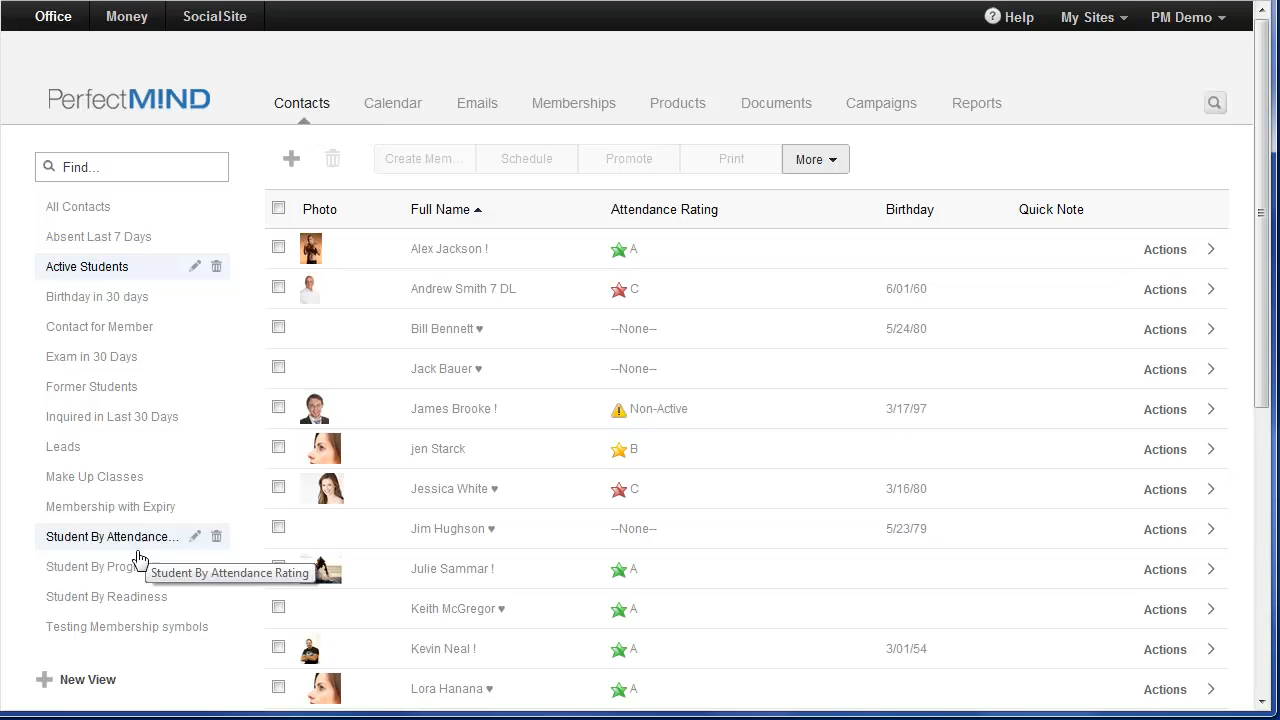 Office Money SocialSite Help My Sites PM Demo
PerfectM!ND Contacts Calendar Emails Memberships Products Documents Campaigns Reports
Find...
All Contacts
Absent Last 7 Days
Active Students
Birthday in 30 days
Contact for Member
Exam in 30 Days
Former Students
Inquired in Last 30 Days
Leads
Make Up Classes
Membership with Expiry
Student By Attendance...
Student By Prog
Student By Attendance Rating
Student By Readiness
Testing Membership symbols
New View
Create Mem... Schedule Promote Print More
Photo Full Name Attendance Rating Birthday Quick Note
Alex Jackson ! A Actions
Andrew Smith 7 DL C 6/01/60 Actions
Bill Bennett ♥ --None-- 5/24/80 Actions
Jack Bauer ♥ --None-- Actions
James Brooke ! Non-Active 3/17/97 Actions
jen Starck B Actions
Jessica White ♥ C 3/16/80 Actions
Jim Hughson ♥ --None-- 5/23/79 Actions
Julie Sammar ! A Actions
Keith McGregor ♥ A Actions
Kevin Neal ! A 3/01/54 Actions
Lora Hanana ♥ A Actions